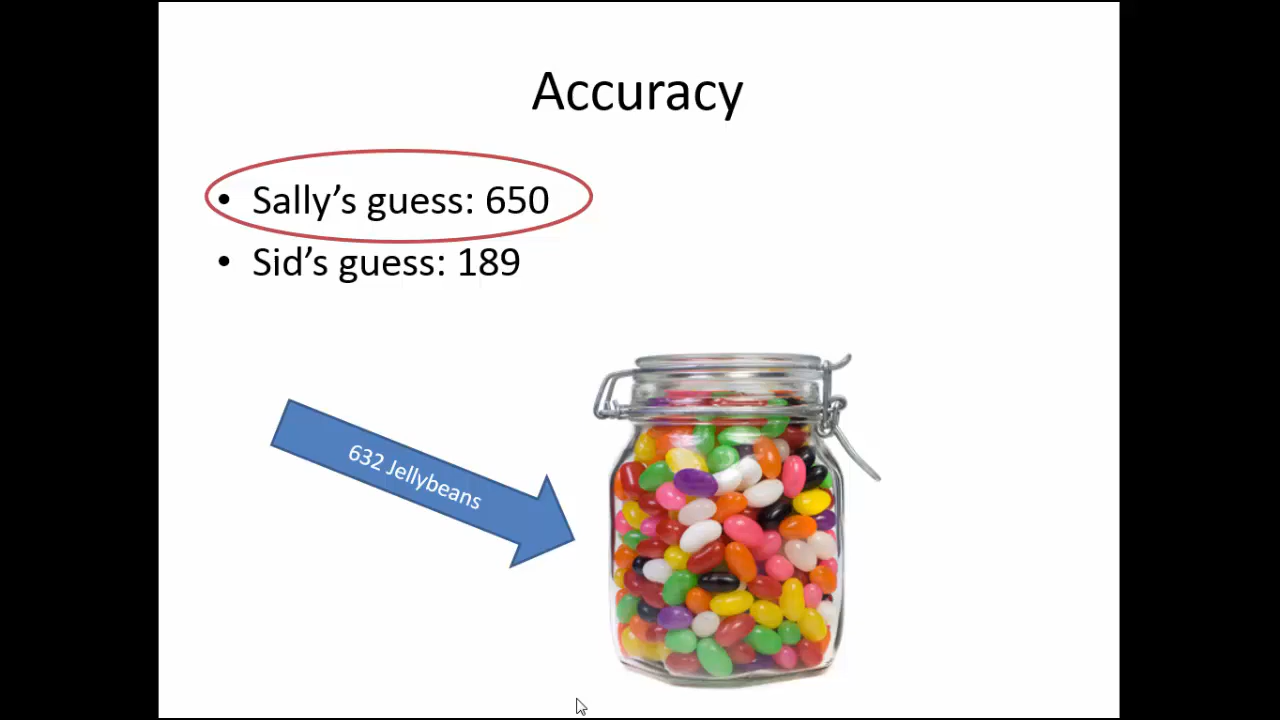 Accuracy
• Sally’s guess: 650
• Sid’s guess: 189
632 Jellybeans